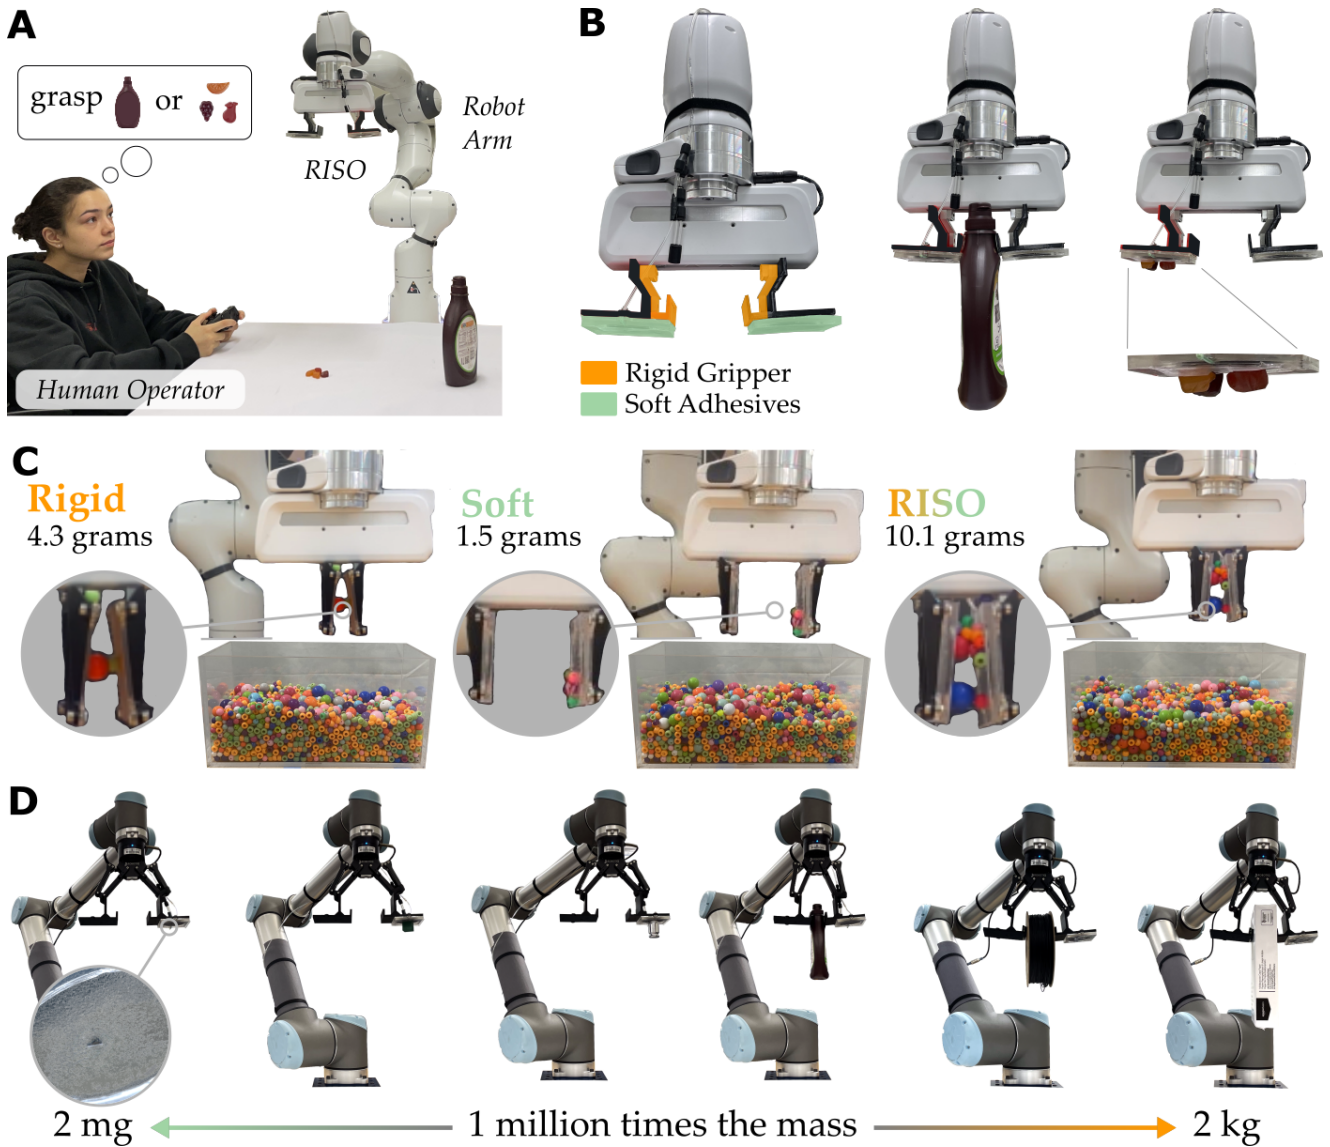 A
grasp or
RISO
Robot
Arm
Human Operator
B
Rigid Gripper
Soft Adhesives
C
Rigid
4.3 grams
Soft
1.5 grams
RISO
10.1 grams
D
2 mg
1 million times the mass
2 kg